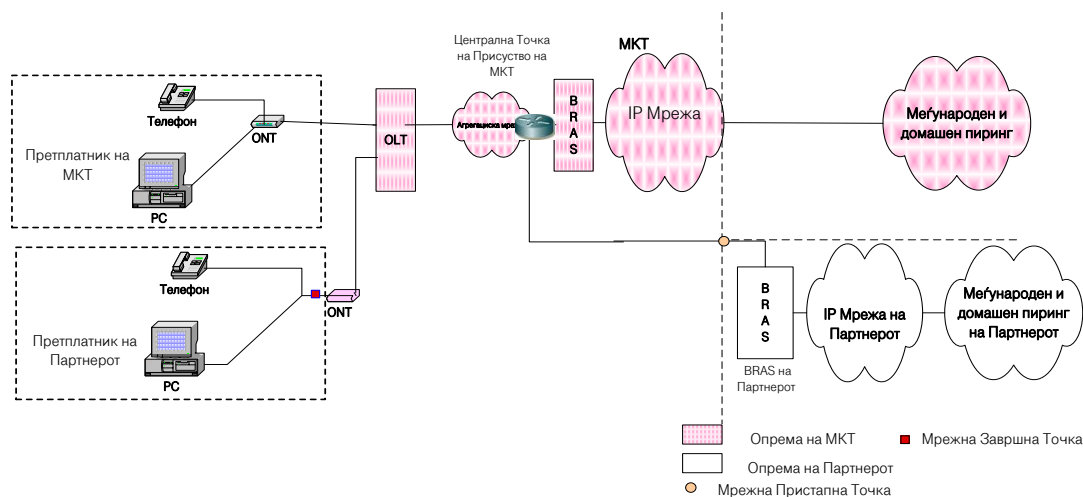 Централна Точка
на Присуство на
МКТ
МКТ
Телефон
ONT
Претплатник на
МКТ
PC
OLT
Агрегациска мре
B
R
A
S
IP Мрежа
Меѓународен и
домашен пиринг
Телефон
ONT
Претплатник на
Партнерот
PC
B
R
A
S
BRAS на
Партнерот
IP Мрежа на
Партнерот
Меѓународен и
домашен пиринг
на Партнерот
Опрема на МКТ
Мрежна Завршна Точка
Опрема на Партнерот
Мрежна Пристапна Точка